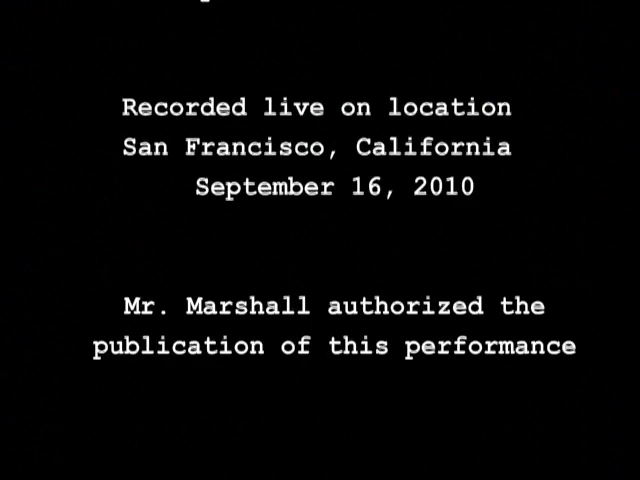 Recorded live on location
San Francisco, California
September 16, 2010
Mr. Marshall authorized the
publication of this performance